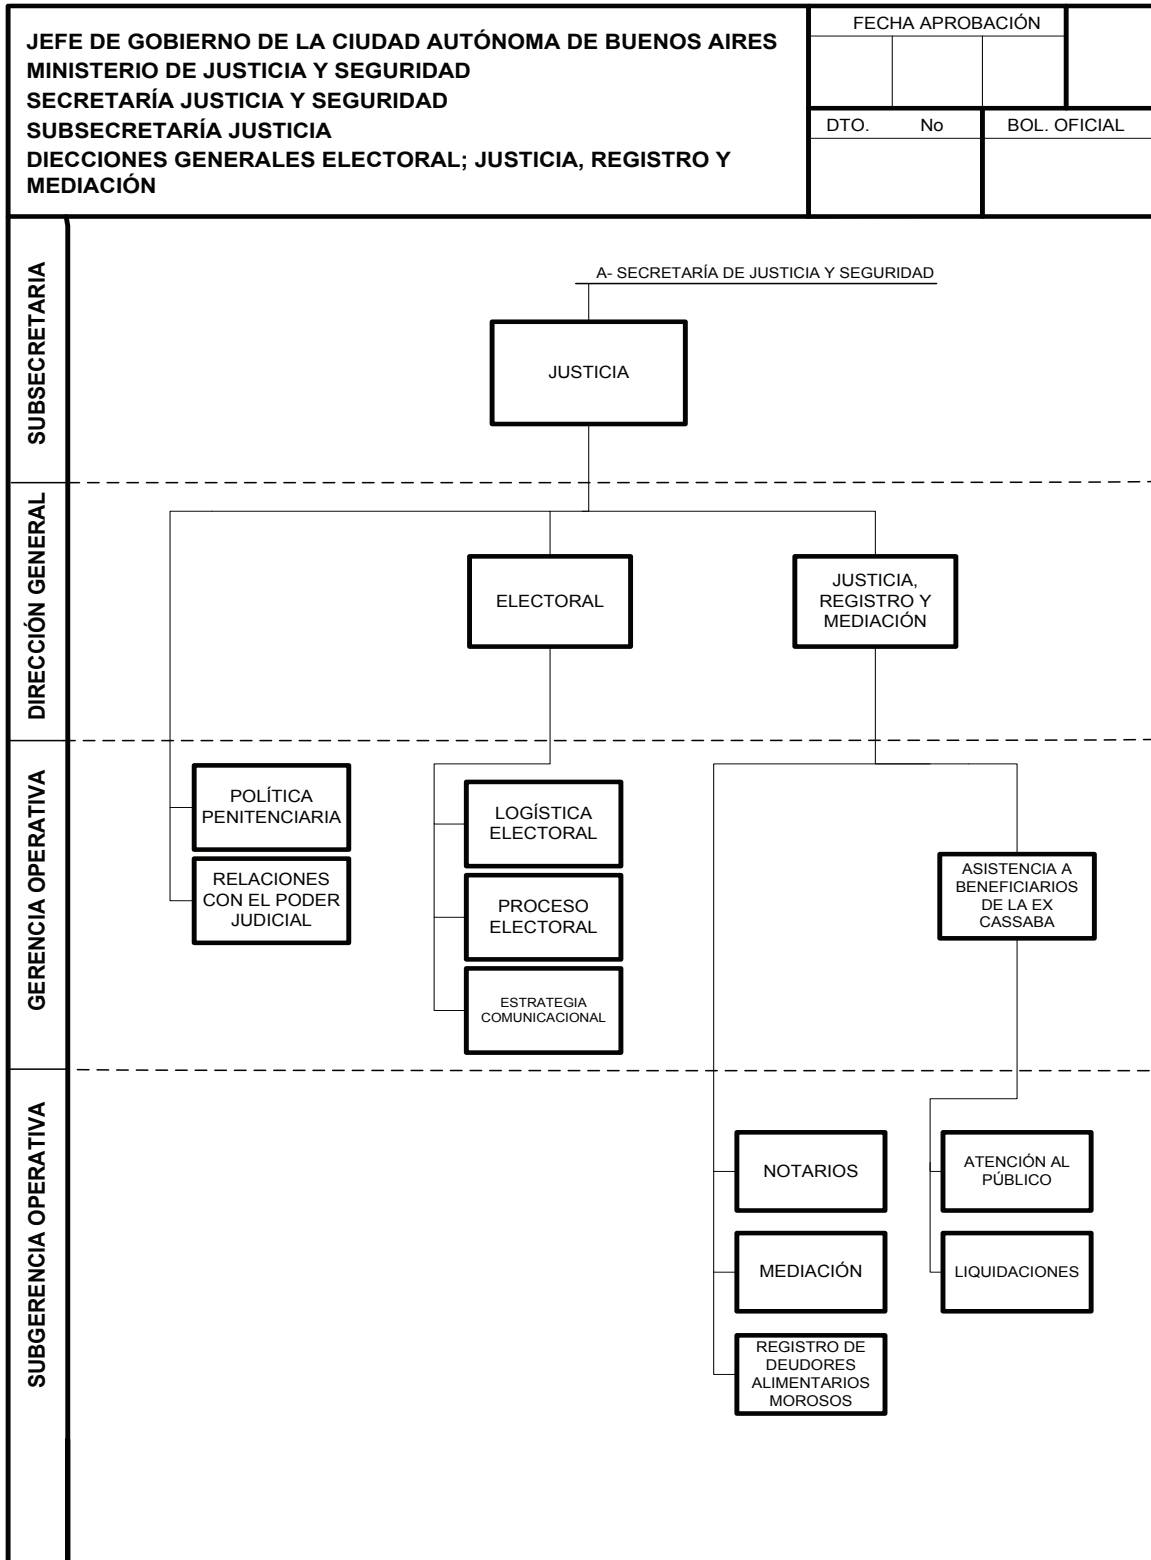 JEFE DE GOBIERNO DE LA CIUDAD AUTÓNOMA DE BUENOS AIRES
MINISTERIO DE JUSTICIA Y SEGURIDAD
SECRETARÍA JUSTICIA Y SEGURIDAD
SUBSECRETARÍA JUSTICIA
DIECCIONES GENERALES ELECTORAL; JUSTICIA, REGISTRO Y
MEDIACIÓN
FECHA APROBACIÓN
DTO. No
BOL. OFICIAL
SUBSECRETARIA
A- SECRETARÍA DE JUSTICIA Y SEGURIDAD
JUSTICIA
DIRECCIÓN GENERAL
ELECTORAL
JUSTICIA,
REGISTRO Y
MEDIACIÓN
GERENCIA OPERATIVA
POLÍTICA
PENITENCIARIA
RELACIONES
CON EL PODER
JUDICIAL
LOGÍSTICA
ELECTORAL
PROCESO
ELECTORAL
ESTRATEGIA
COMUNICACIONAL
ASISTENCIA A
BENEFICIARIOS
DE LA EX
CASSABA
SUBGERENCIA OPERATIVA
NOTARIOS
MEDIACIÓN
REGISTRO DE
DEUDORES
ALIMENTARIOS
MOROSOS
ATENCIÓN AL
PÚBLICO
LIQUIDACIONES